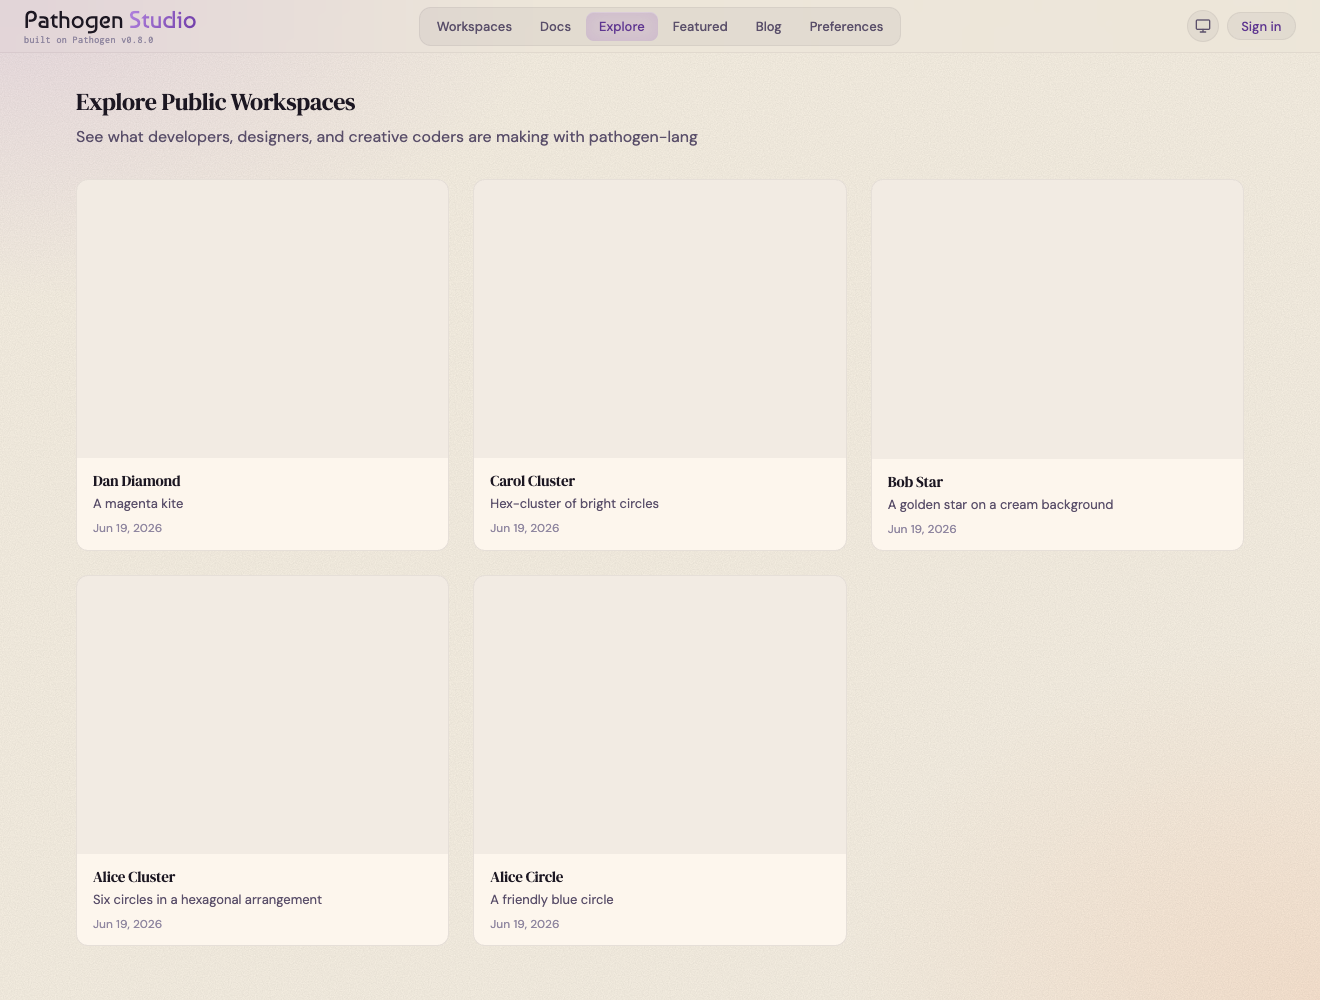 Pathogen Studio
built on Pathogen v0.8.0
Workspaces
Docs
Explore
Featured
Blog
Preferences
Sign in
Explore Public Workspaces
See what developers, designers, and creative coders are making with pathogen-lang
Dan Diamond
A magenta kite
Jun 19, 2026
Carol Cluster
Hex-cluster of bright circles
Jun 19, 2026
Bob Star
A golden star on a cream background
Jun 19, 2026
Alice Cluster
Six circles in a hexagonal arrangement
Jun 19, 2026
Alice Circle
A friendly blue circle
Jun 19, 2026